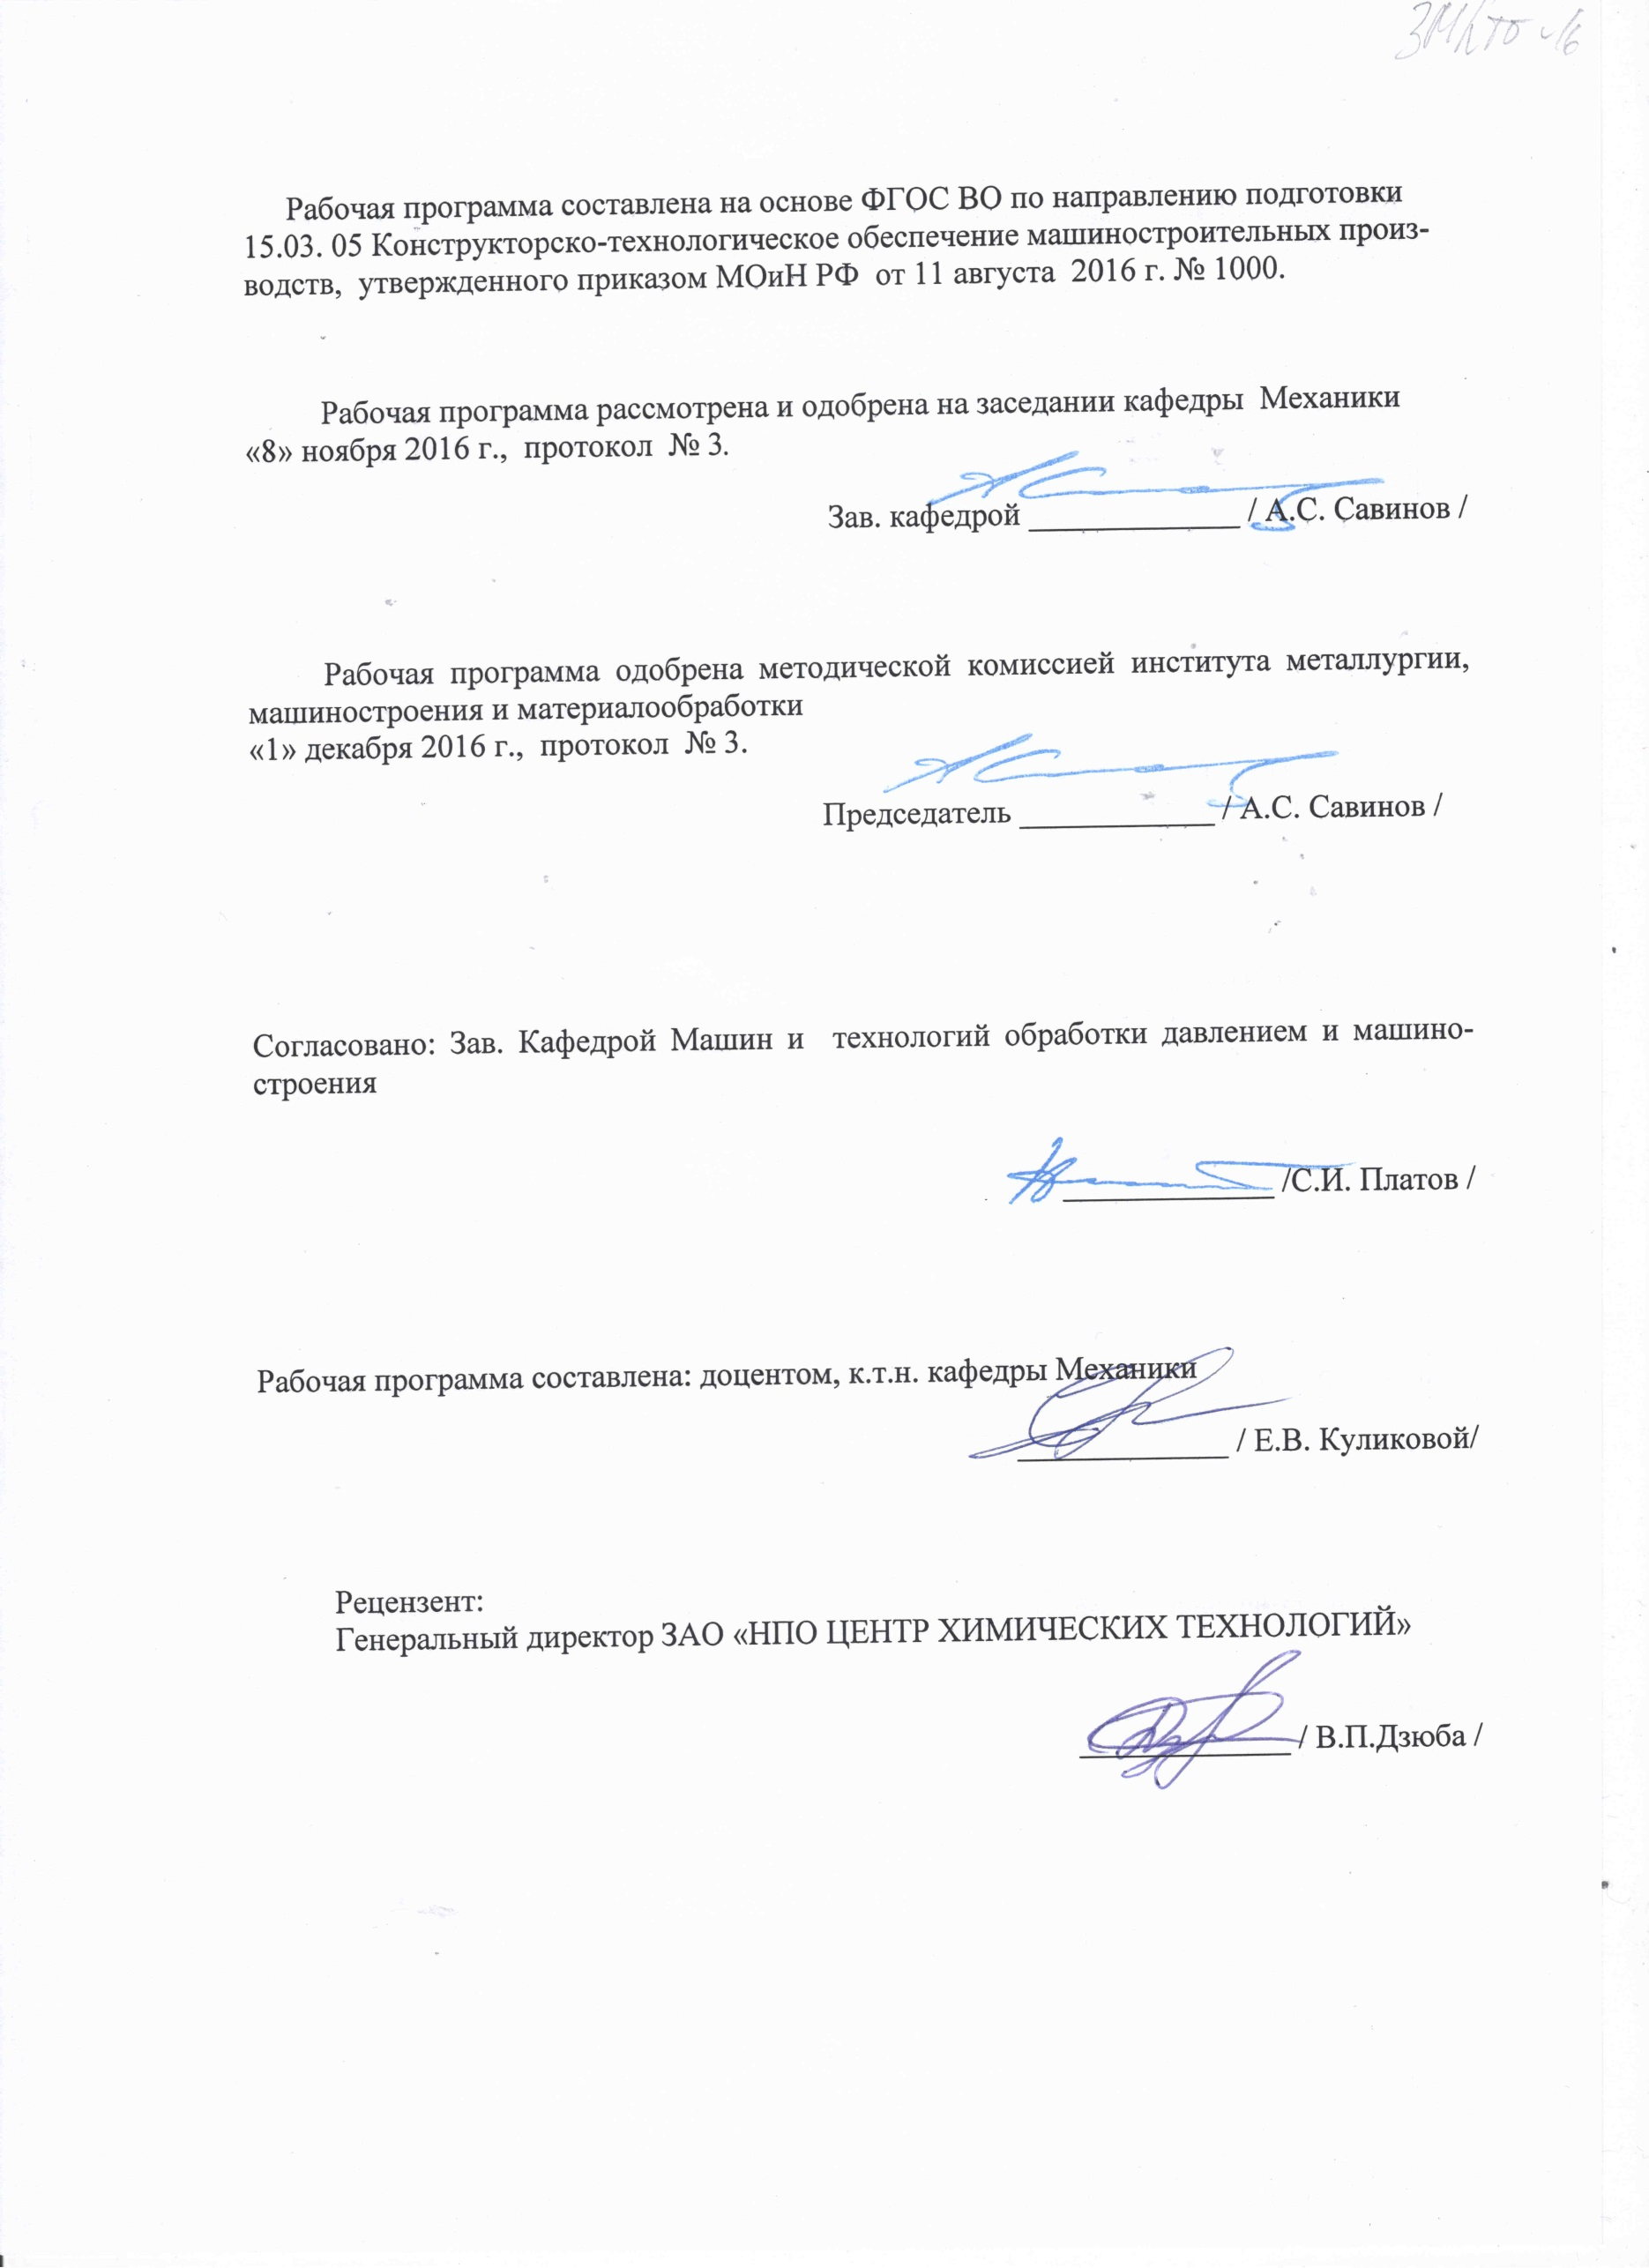 Рабочая программа составлена на основе ФГОС ВО по направлению подготовки
15.03. 05 Конструкторско-технологическое обеспечение машиностроительных произ-
водств, утвержденного приказом МОиН РФ от 11 августа 2016 г. № 1000.
Рабочая программа рассмотрена и одобрена на заседании кафедры Механики
«8» ноября 2016 г., протокол № 3.
Зав. кафедрой ____________ / А.С. Савинов /
Рабочая программа одобрена методической комиссией института металлургии,
машиностроения и материалообработки
«1» декабря 2016 г., протокол № 3.
Председатель ____________ / А.С. Савинов /
Согласовано: Зав. Кафедрой Машин и технологий обработки давлением и машино-
строения
____________ /С.И. Платов /
Рабочая программа составлена: доцентом, к.т.н. кафедры Механики
____________ / Е.В. Куликовой/
Рецензент:
Генеральный директор ЗАО «НПО ЦЕНТР ХИМИЧЕСКИХ ТЕХНОЛОГИЙ»
____________ / В.П.Дзюба /